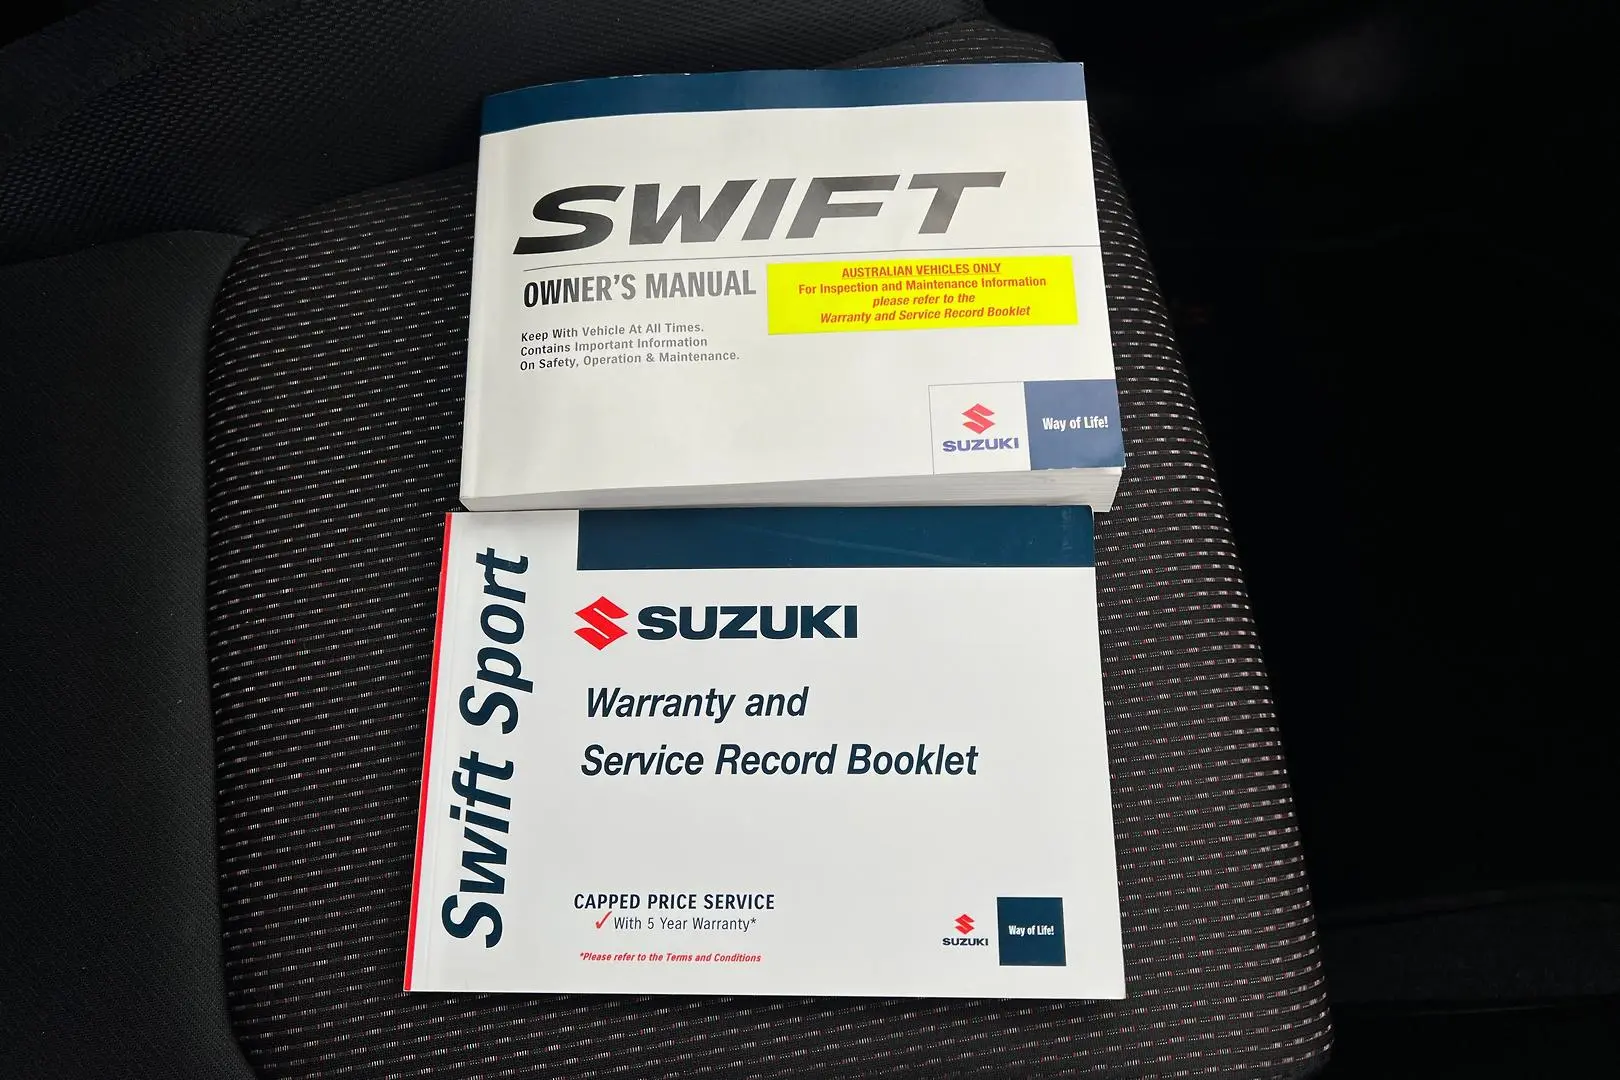 SWIFT
OWNER'S MANUAL
Keep With Vehicle At All Times.
Contains Important Information
On Safety, Operation & Maintenance.
AUSTRALIAN VEHICLES ONLY
For Inspection and Maintenance Information
please refer to the
Warranty and Service Record Booklet
SUZUKI
Way of Life!
Swift Sport
SUZUKI
Warranty and
Service Record Booklet
CAPPED PRICE SERVICE
With 5 Year Warranty*
*Please refer to the Terms and Conditions
SUZUKI
Way of Life!